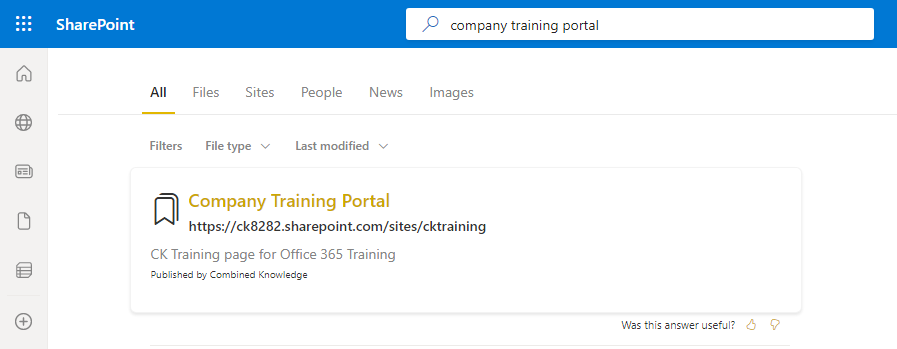 SharePoint
company training portal
All Files Sites People News Images
Filters File type Last modified
Company Training Portal
https://ck8282.sharepoint.com/sites/cktraining
CK Training page for Office 365 Training
Published by Combined Knowledge
Was this answer useful?